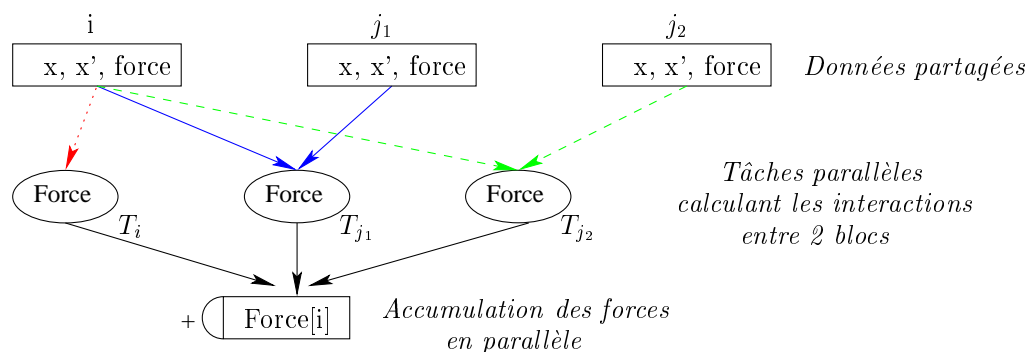 i
j1
j2
x, x', force
x, x', force
x, x', force
Données partagées
Force
Force
Force
Ti
Tj1
Tj2
Tâches parallèles
calculant les interactions
entre 2 blocs
+
Force[i]
Accumulation des forces
en parallèle